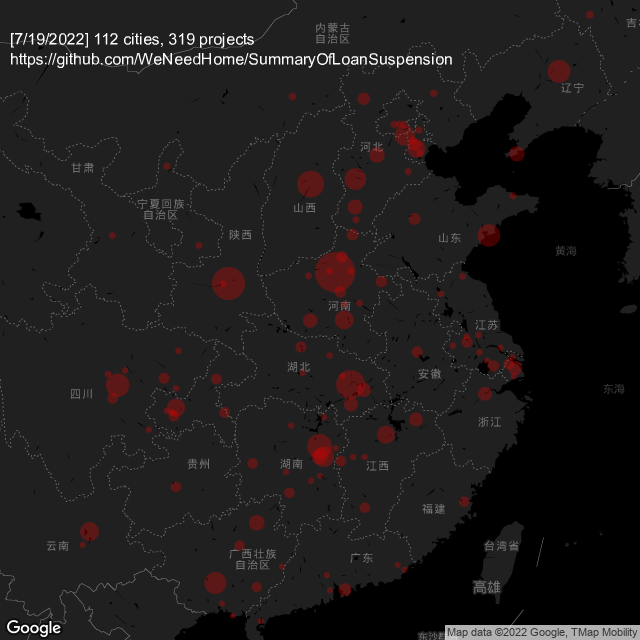 [7/19/2022] 112 cities, 319 projects
https://github.com/WeNeedHome/SummaryOfLoanSuspension
内蒙古
自治区
辽宁
河北
甘肃
宁夏回族
自治区
山西
陕西
山东
黄海
河南
江苏
湖北
安徽
四川
东海
浙江
贵州
湖南
江西
福建
云南
广西壮族
自治区
广东
台湾省
高雄
Google
Map data ©2022 Google, TMap Mobility